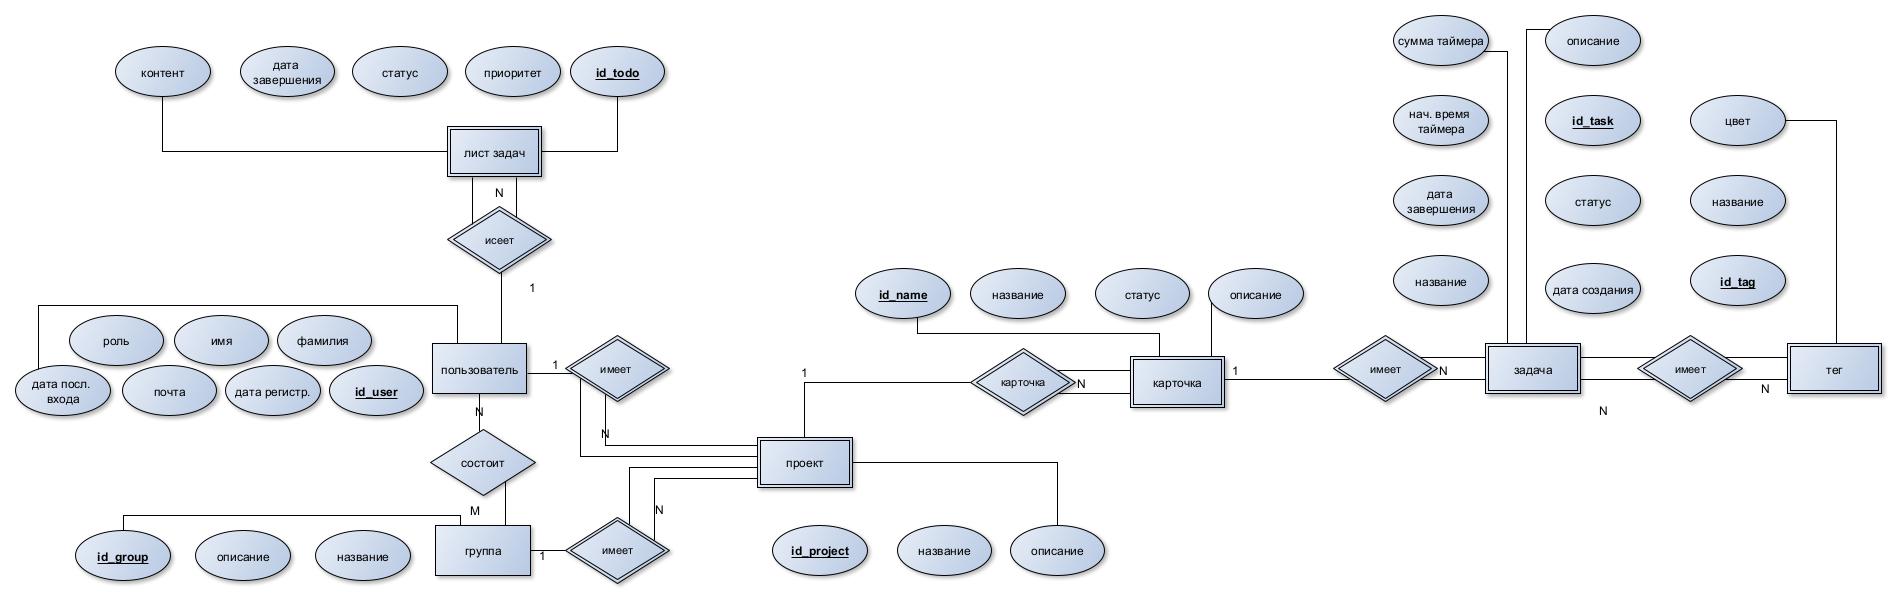 сумма таймера
описание
контент
дата
завершения
статус
приоритет
id_todo
нач. время
таймера
id_task
цвет
лист задач
N
дата
завершения
статус
название
исеет
1
название
дата создания
id_tag
id_name
название
статус
описание
роль
имя
фамилия
дата посл.
входа
почта
дата регистр.
id_user
пользователь
1
имеет
1
карточка
N
карточка
1
имеет
N
задача
имеет
N
тег
N
N
N
состоит
проект
M
N
id_group
описание
название
группа
1
имеет
id_project
название
описание